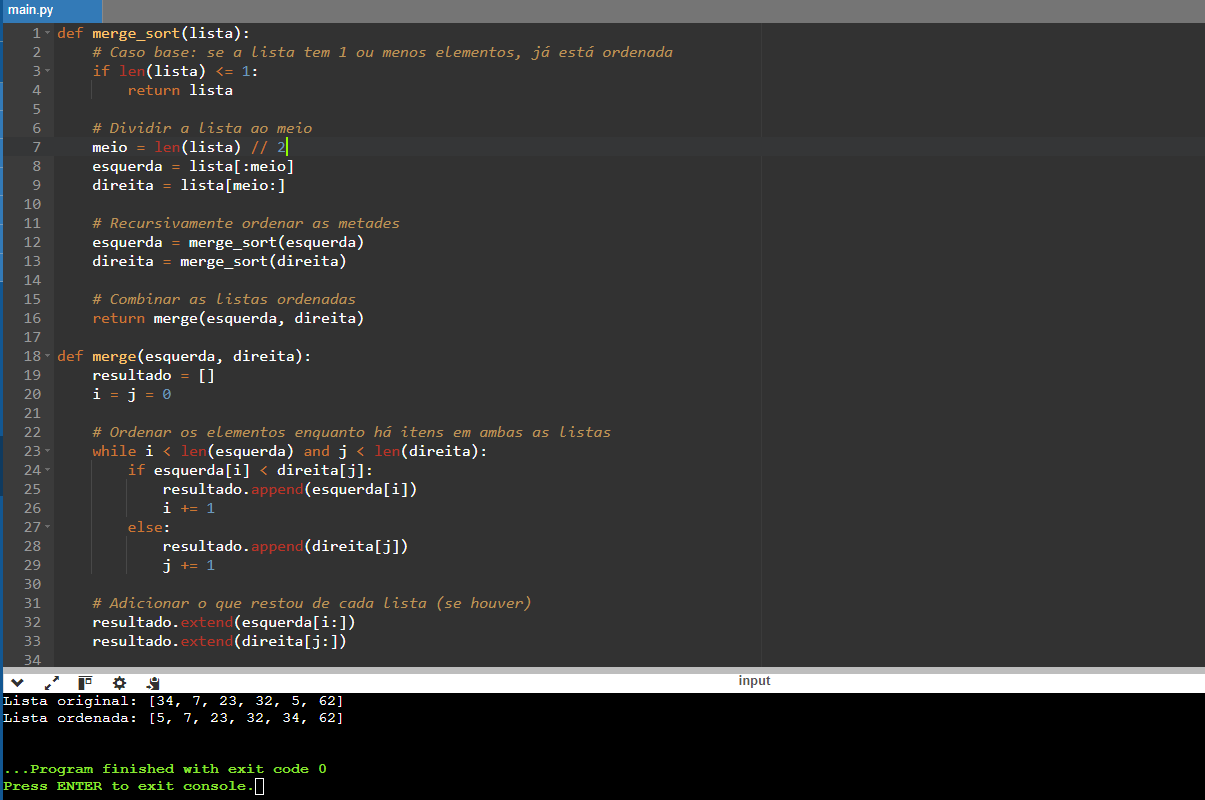 main.py
1 def merge_sort(lista):
2     # Caso base: se a lista tem 1 ou menos elementos, já está ordenada
3     if len(lista) <= 1:
4         return lista
5
6     # Dividir a lista ao meio
7     meio = len(lista) // 2
8     esquerda = lista[:meio]
9     direita = lista[meio:]
10
11     # Recursivamente ordenar as metades
12     esquerda = merge_sort(esquerda)
13     direita = merge_sort(direita)
14
15     # Combinar as listas ordenadas
16     return merge(esquerda, direita)
17
18 def merge(esquerda, direita):
19     resultado = []
20     i = j = 0
21
22     # Ordenar os elementos enquanto há itens em ambas as listas
23     while i < len(esquerda) and j < len(direita):
24         if esquerda[i] < direita[j]:
25             resultado.append(esquerda[i])
26             i += 1
27         else:
28             resultado.append(direita[j])
29             j += 1
30
31     # Adicionar o que restou de cada lista (se houver)
32     resultado.extend(esquerda[i:])
33     resultado.extend(direita[j:])
34
input
Lista original: [34, 7, 23, 32, 5, 62]
Lista ordenada: [5, 7, 23, 32, 34, 62]
...Program finished with exit code 0
Press ENTER to exit console.